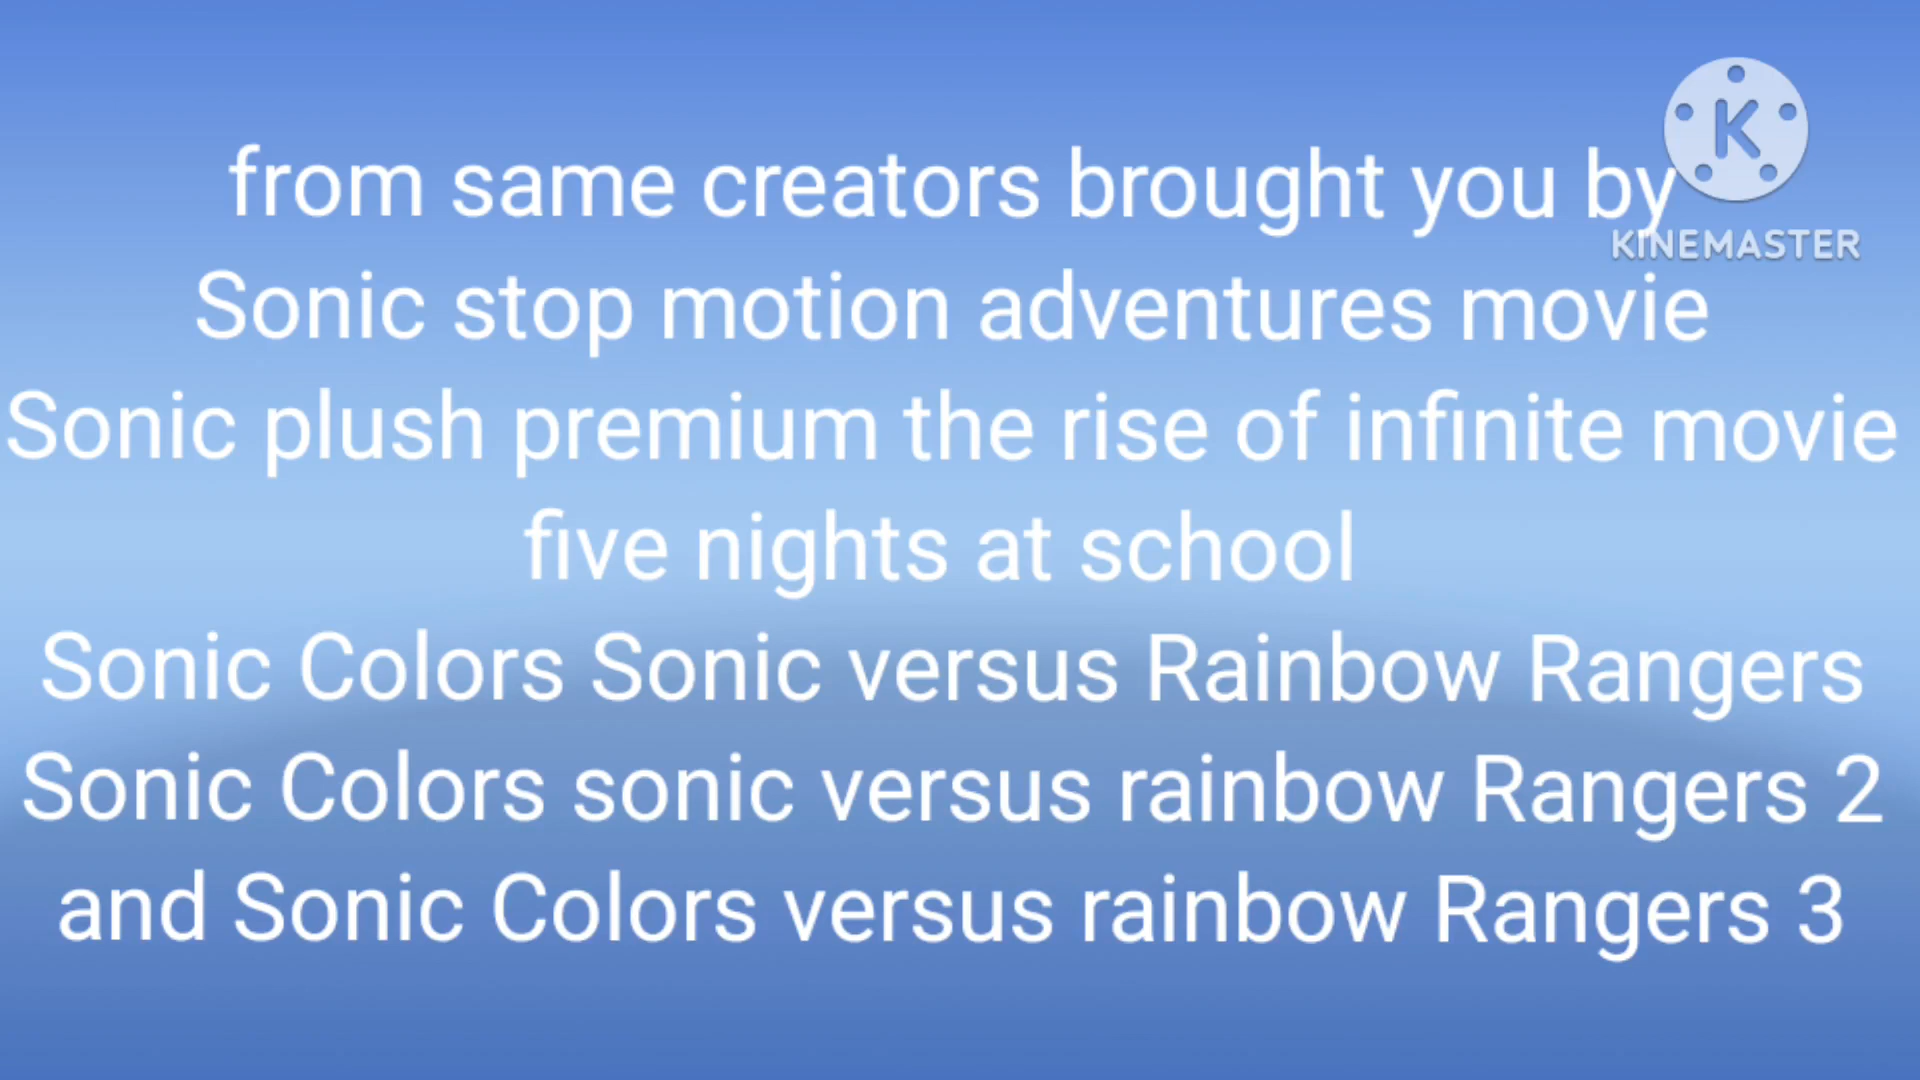 from same creators brought you by
KINEMASTER
Sonic stop motion adventures movie
Sonic plush premium the rise of infinite movie
five nights at school
Sonic Colors Sonic versus Rainbow Rangers
Sonic Colors sonic versus rainbow Rangers 2
and Sonic Colors versus rainbow Rangers 3